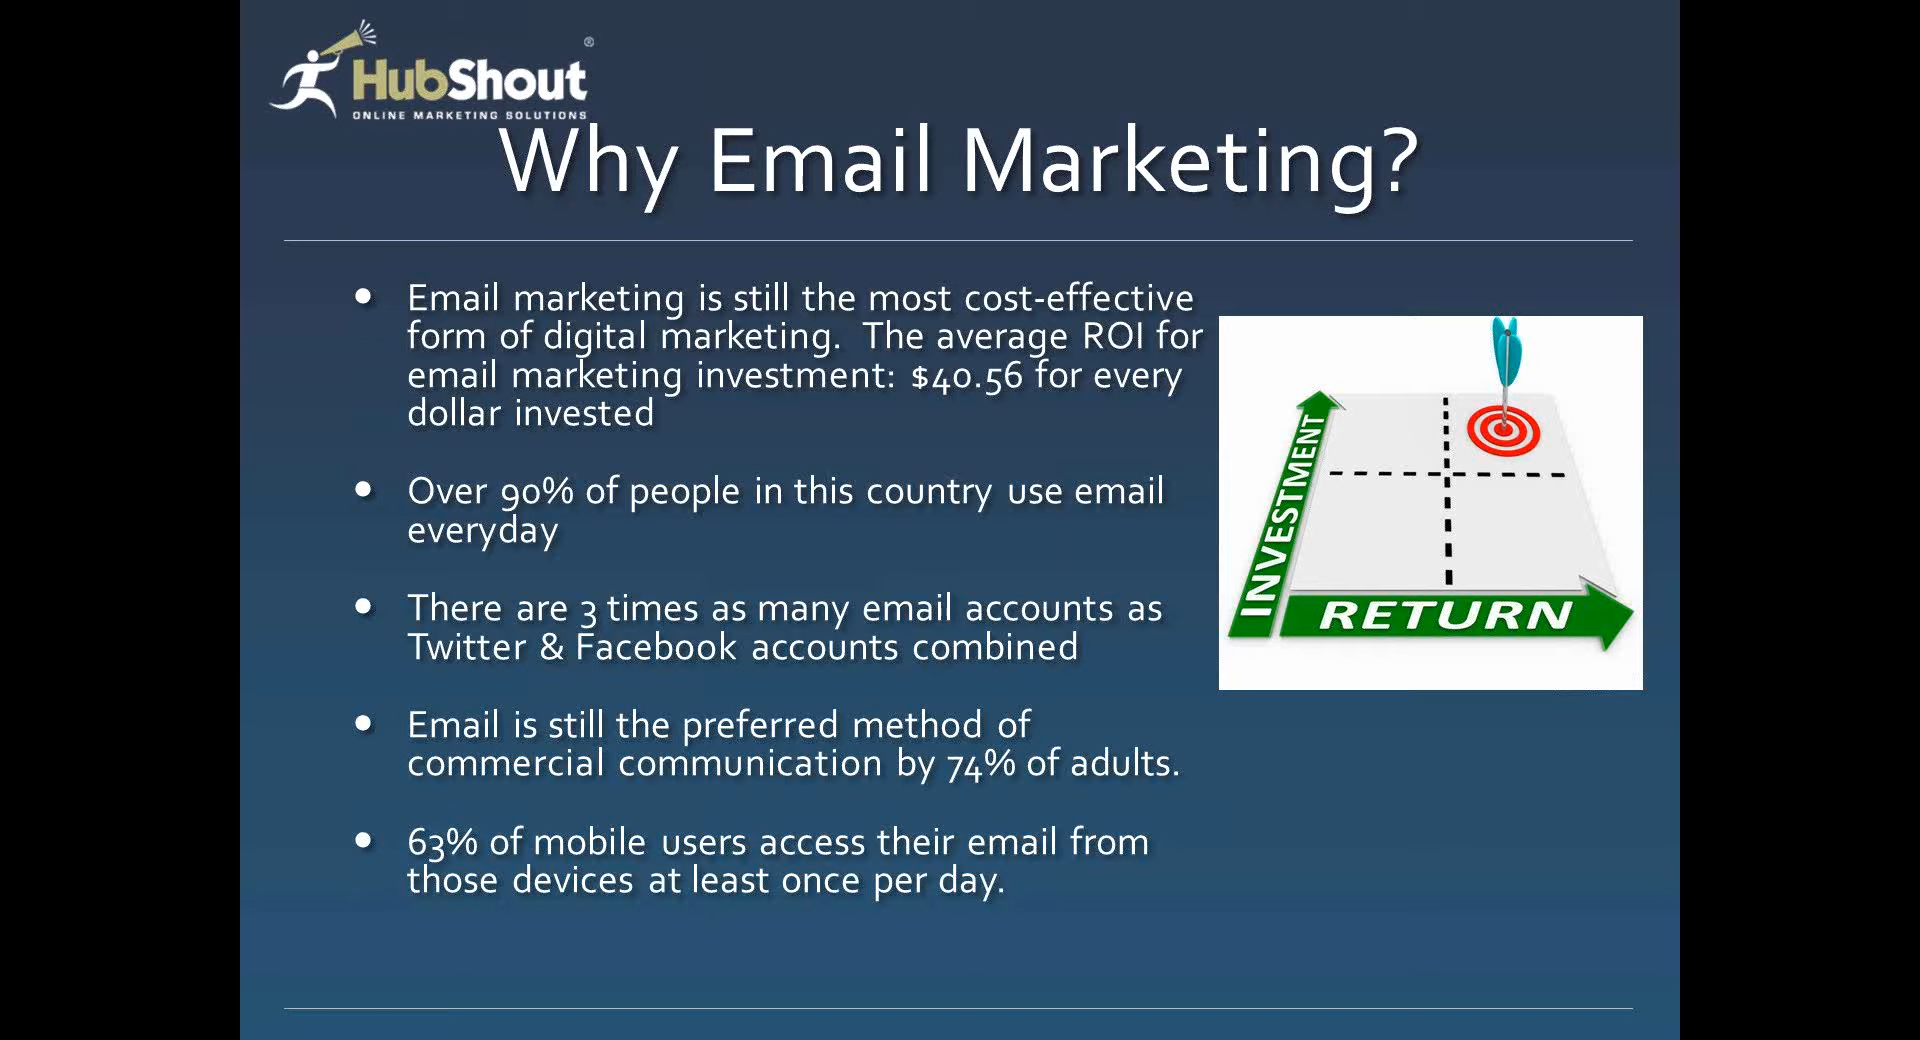 HubShout®
ONLINE MARKETING SOLUTIONS
Why Email Marketing?
• Email marketing is still the most cost-effective
form of digital marketing.  The average ROI for
email marketing investment: $40.56 for every
dollar invested
• Over 90% of people in this country use email
everyday
• There are 3 times as many email accounts as
Twitter & Facebook accounts combined
• Email is still the preferred method of
commercial communication by 74% of adults.
• 63% of mobile users access their email from
those devices at least once per day.
INVESTMENT
RETURN